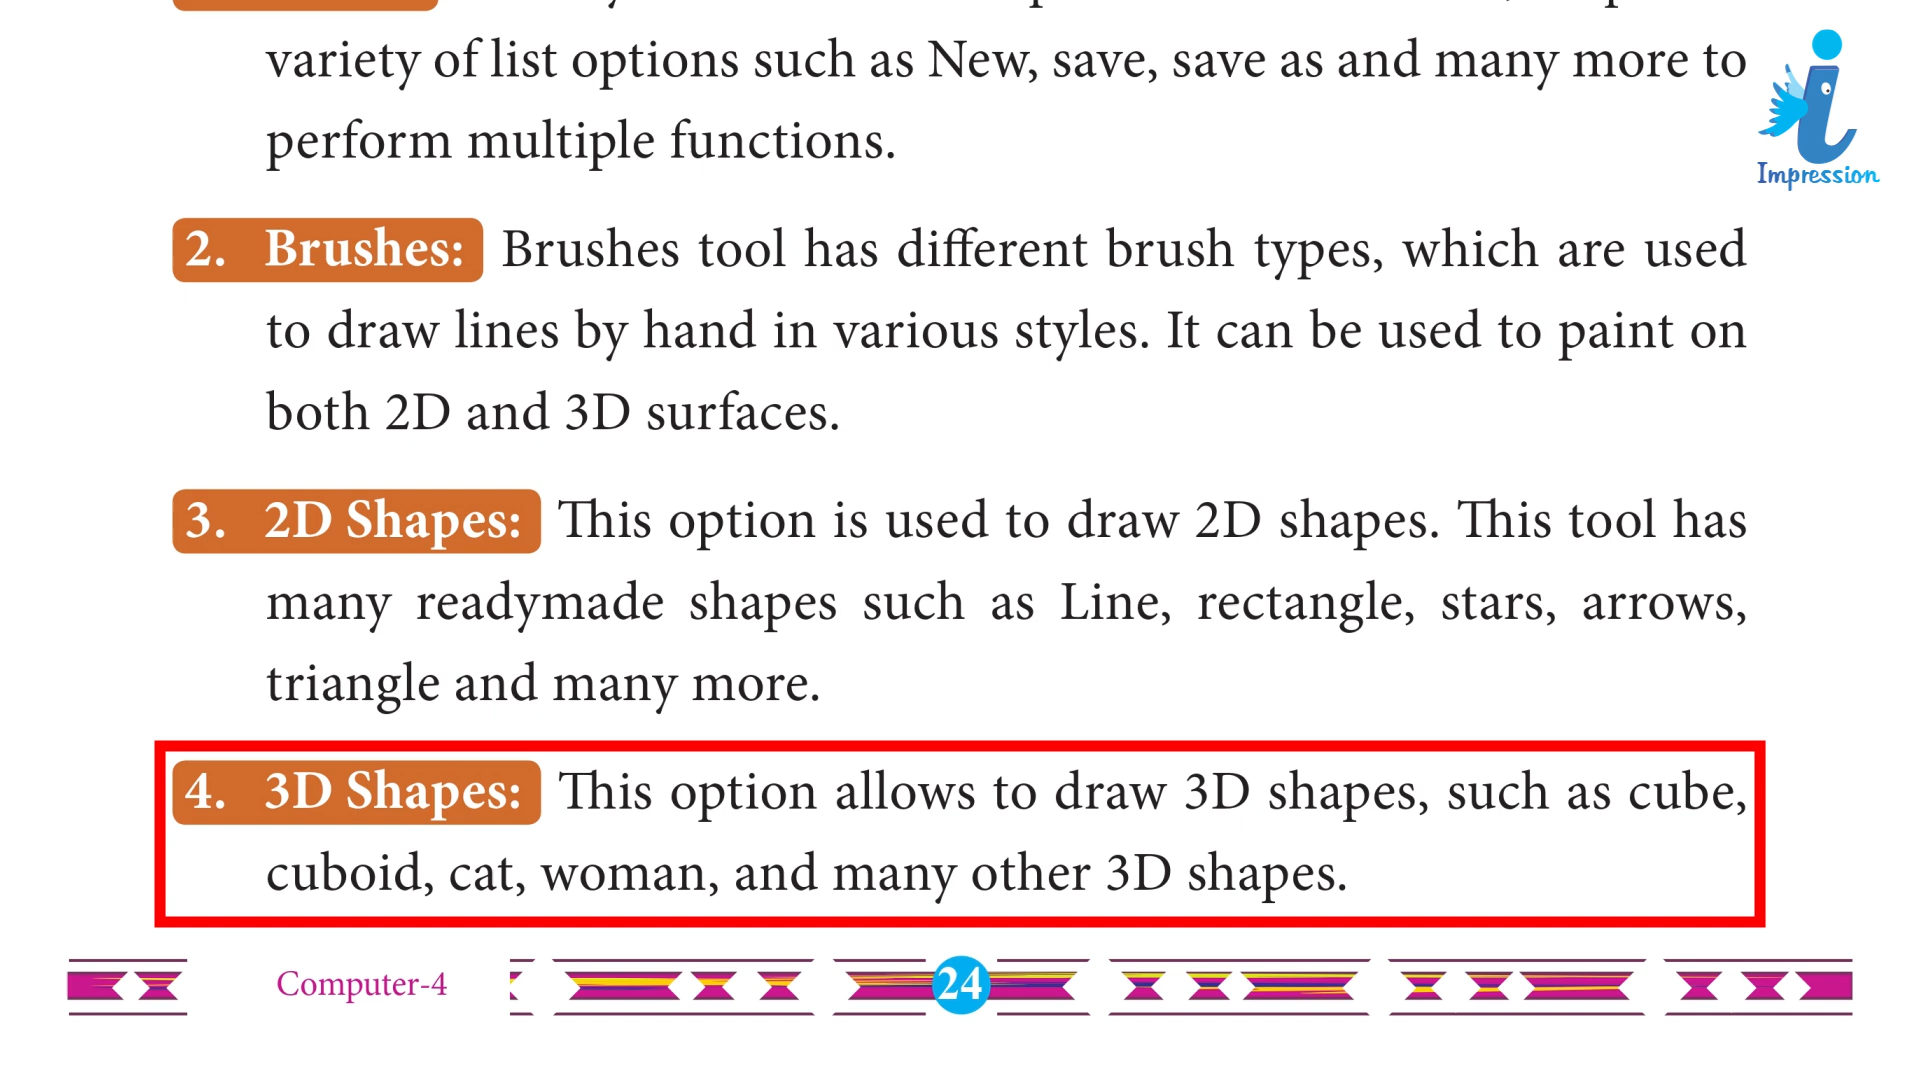 variety of list options such as New, save, save as and many more to
perform multiple functions.
Impression
2. Brushes: Brushes tool has different brush types, which are used
to draw lines by hand in various styles. It can be used to paint on
both 2D and 3D surfaces.
3. 2D Shapes: This option is used to draw 2D shapes. This tool has
many readymade shapes such as Line, rectangle, stars, arrows,
triangle and many more.
4. 3D Shapes: This option allows to draw 3D shapes, such as cube,
cuboid, cat, woman, and many other 3D shapes.
Computer-4
24